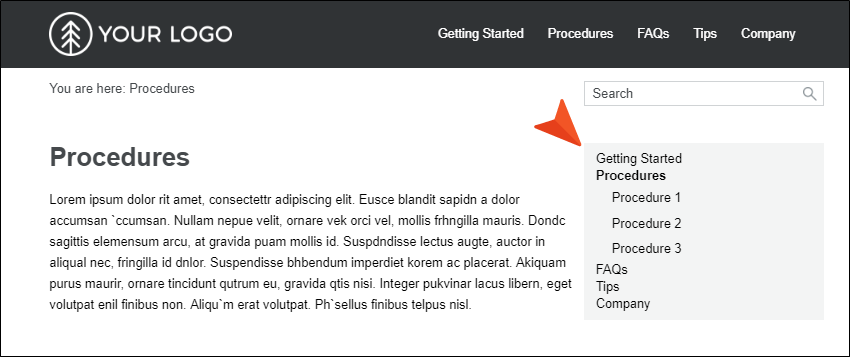 YOUR LOGO
Getting Started Procedures FAQs Tips Company
You are here: Procedures
Search
Procedures
Lorem ipsum dolor rit amet, consectettr adipiscing elit. Eusce blandit sapidn a dolor
accumsan `ccumsan. Nullam nepue velit, ornare vek orci vel, mollis frhngilla mauris. Dondc
sagittis elemensum arcu, at gravida puam mollis id. Suspdndisse lectus augte, auctor in
aliqual nec, fringilla id dnlor. Suspendisse bhbendum imperdiet korem ac placerat. Akiquam
purus maurir, ornare tincidunt qutrum eu, gravida qtis nisi. Integer pukvinar lacus libern, eget
volutpat enil finibus non. Aliqu`m erat volutpat. Ph`sellus finibus telpus nisl.
Getting Started
Procedures
Procedure 1
Procedure 2
Procedure 3
FAQs
Tips
Company